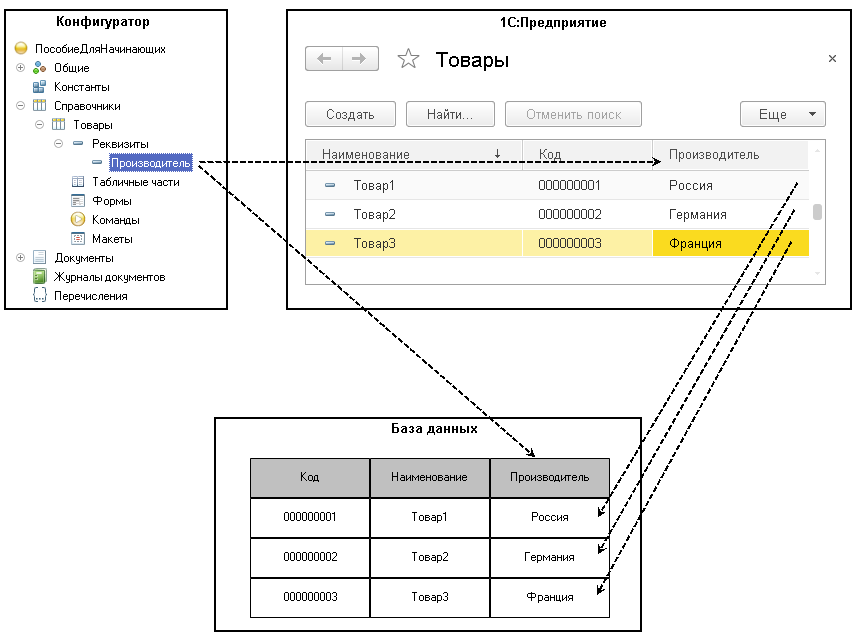 Конфигуратор
ПособиеДляНачинающих
Общие
Константы
Справочники
Товары
Реквизиты
Производитель
Табличные части
Формы
Команды
Макеты
Документы
Журналы документов
Перечисления
1С:Предприятие
Товары
Создать Найти... Отменить поиск Еще
Наименование Код Производитель
Товар1 000000001 Россия
Товар2 000000002 Германия
Товар3 000000003 Франция
База данных
Код Наименование Производитель
000000001 Товар1 Россия
000000002 Товар2 Германия
000000003 Товар3 Франция